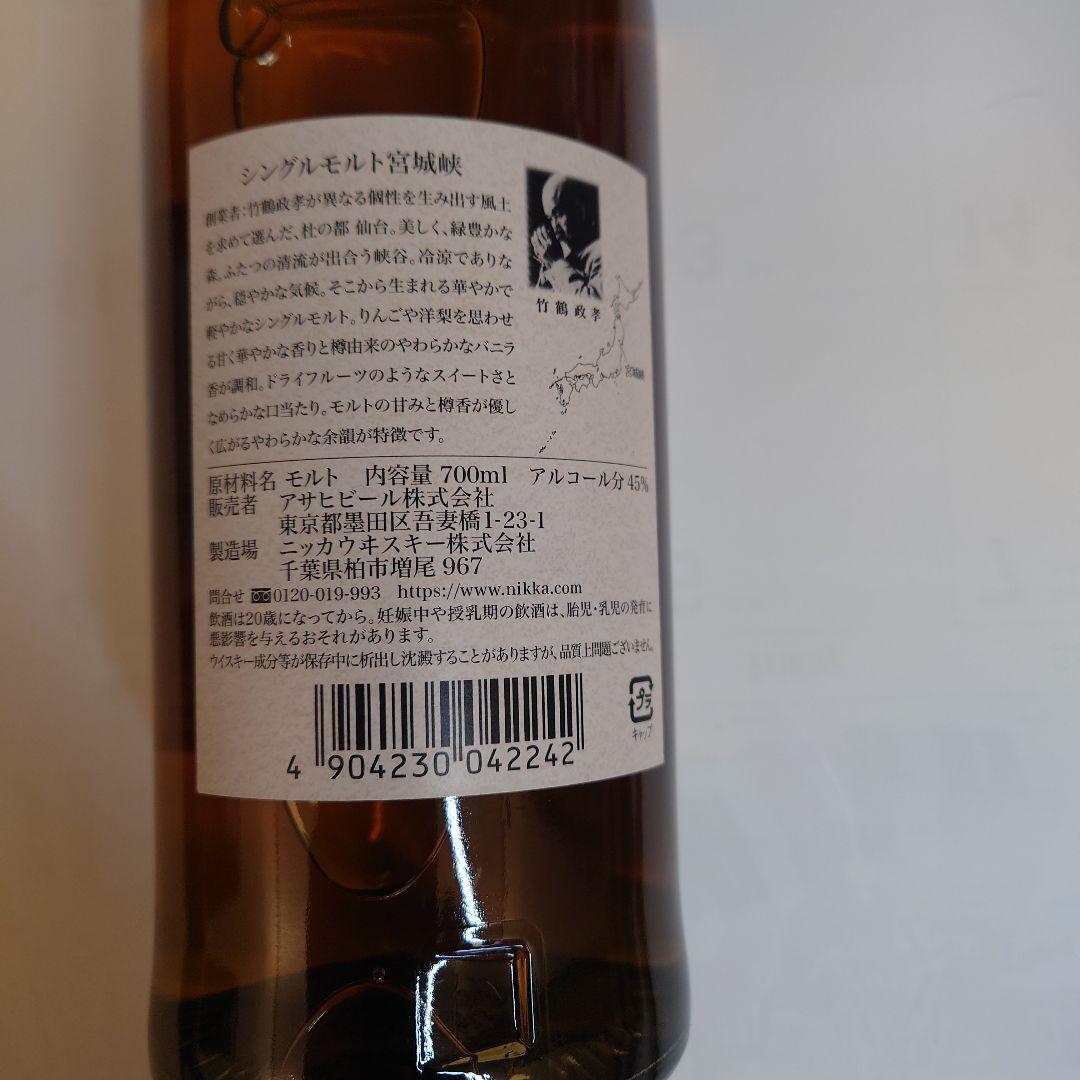 シングルモルト宮城峡
創業者:竹鶴政孝が異なる個性を生み出す風土
を求めて選んだ、杜の都 仙台。美しく、緑豊かな
森。ふたつの清流が出合う峡谷。冷涼でありな
がら、穏やかな気候。そこから生まれる華やかで
軽やかなシングルモルト。りんごや洋梨を思わせ
る甘く華やかな香りと樽由来のやわらかなバニラ
香が調和。ドライフルーツのようなスイートさと
なめらかな口当たり。モルトの甘みと樽香が優し
く広がるやわらかな余韻が特徴です。
竹鶴政孝
原材料名 モルト 内容量 700ml アルコール分 45%
販売者 アサヒビール株式会社
東京都墨田区吾妻橋1-23-1
製造場 ニッカウヰスキー株式会社
千葉県柏市増尾 967
問合せ 0120-019-993 https://www.nikka.com
飲酒は20歳になってから。妊娠中や授乳期の飲酒は、胎児・乳児の発育に
悪影響を与えるおそれがあります。
ウイスキー成分等が保存中に析出し沈澱することがありますが、品質上問題ございません。
プラ
キャップ
4 904230 042242